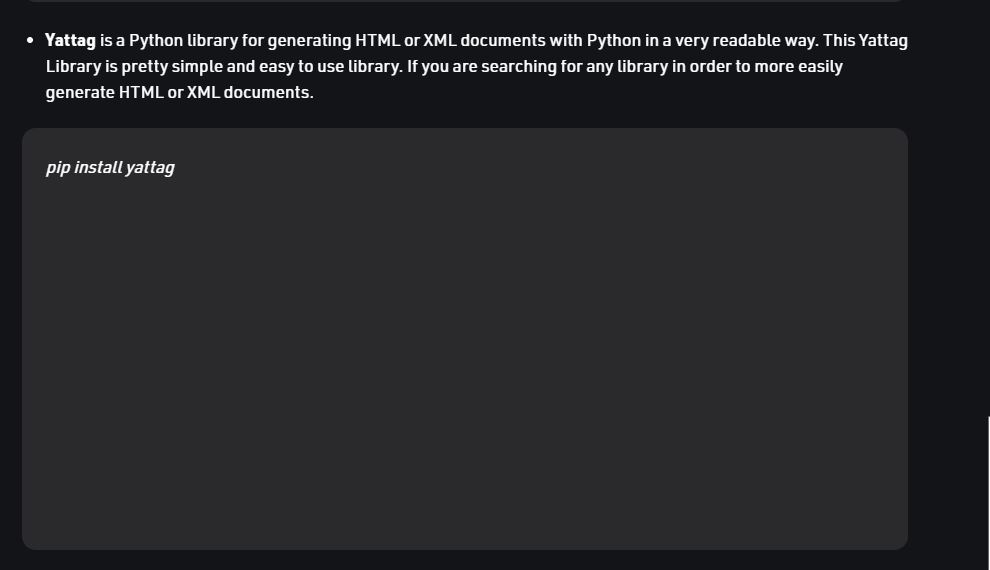 • Yattag is a Python library for generating HTML or XML documents with Python in a very readable way. This Yattag
Library is pretty simple and easy to use library. If you are searching for any library in order to more easily
generate HTML or XML documents.
pip install yattag